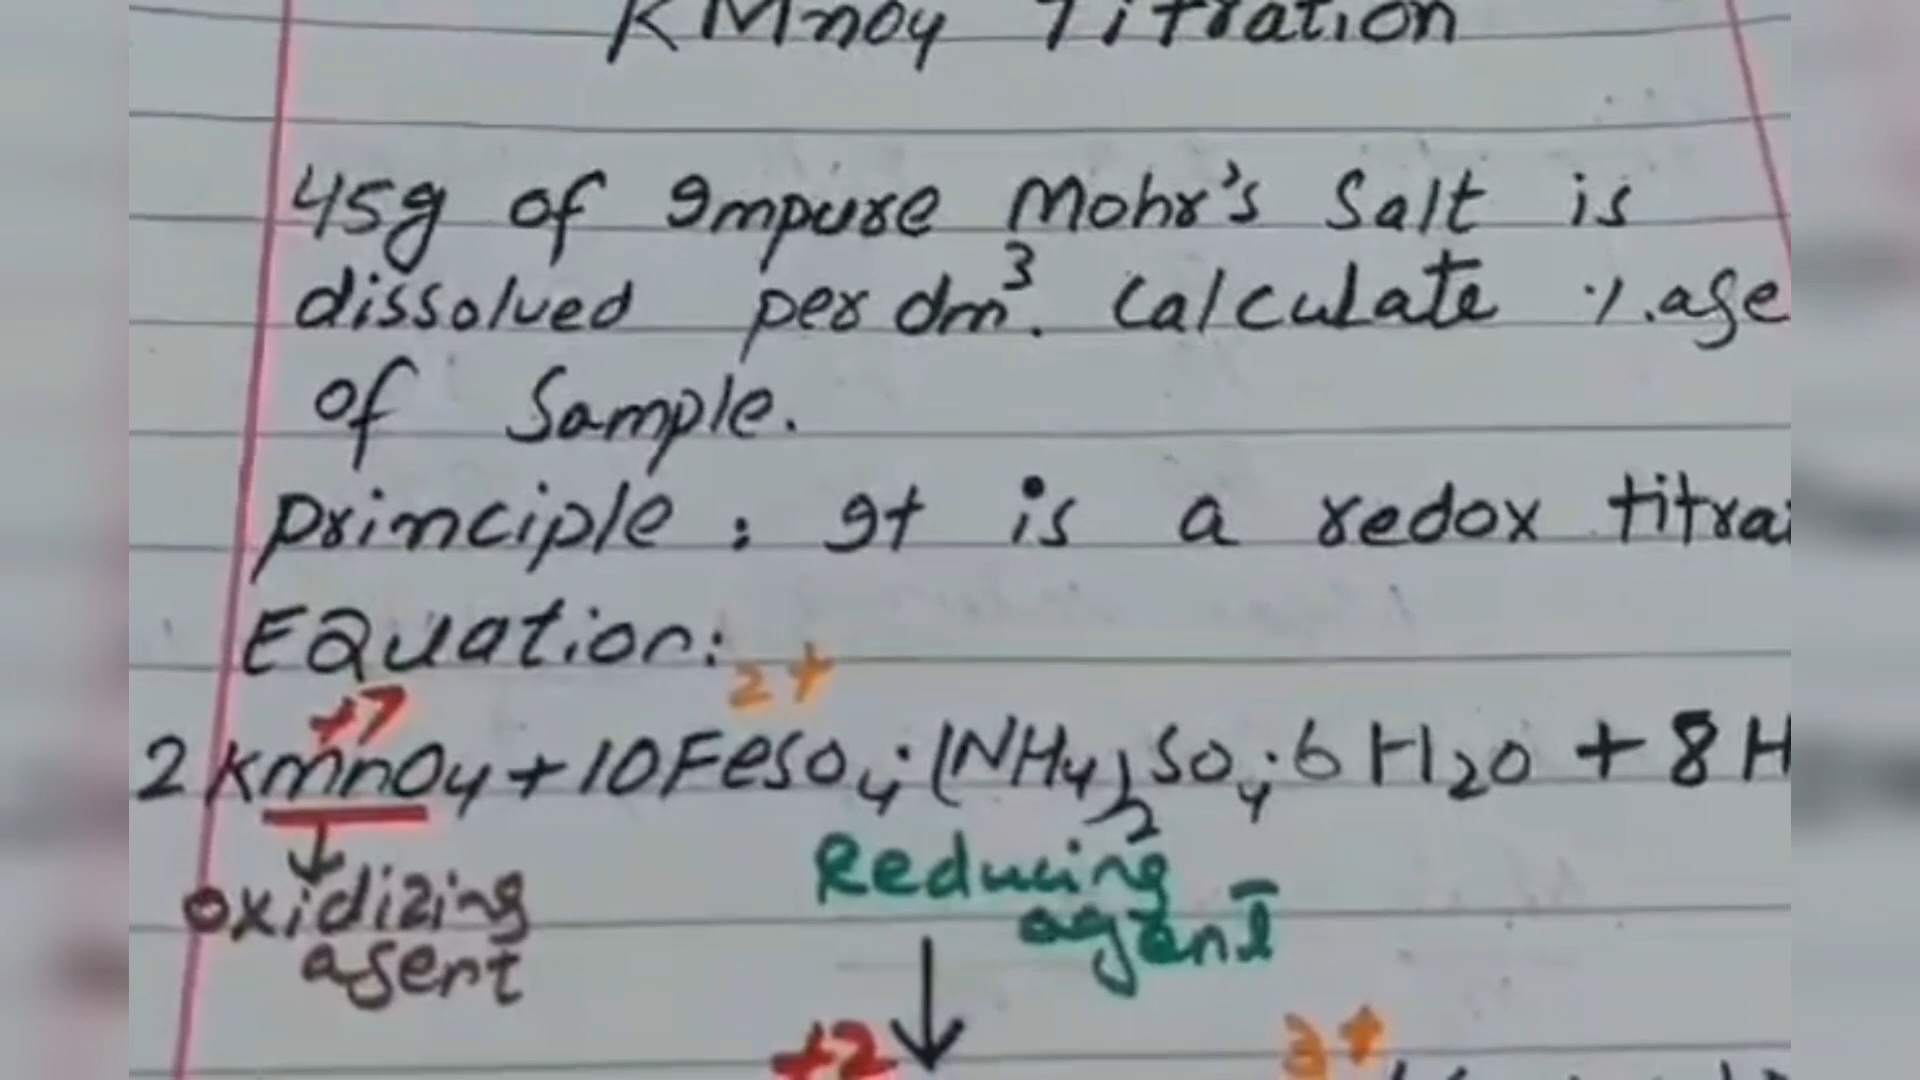 KMnO4 Titration
45g of Impure Mohr's Salt is
dissolved per dm³. Calculate %age
of Sample.
Principle: It is a redox titra
Equation:
+7 2+
2KmnO4 + 10FeSO4.(NH4)2SO4.6H2O + 8H
oxidizing agent
Reducing agent
+2 3+